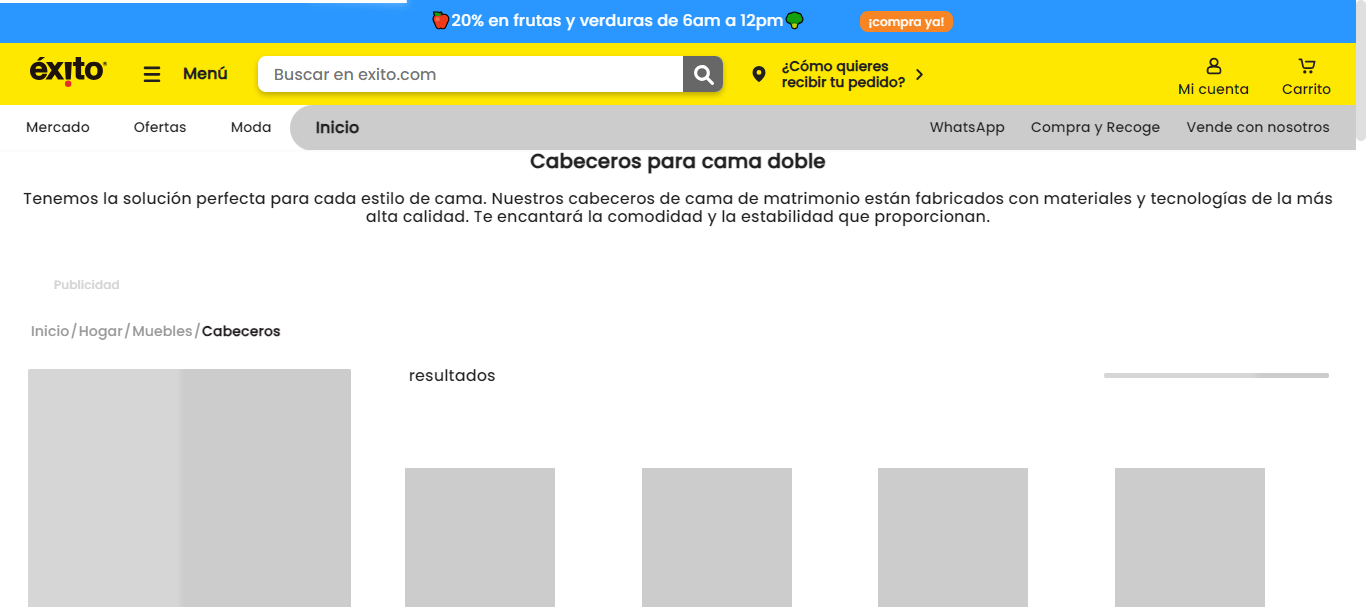 20% en frutas y verduras de 6am a 12pm
¡compra ya!
éxito
Menú
Buscar en exito.com
¿Cómo quieres
recibir tu pedido?
Mi cuenta
Carrito
Mercado
Ofertas
Moda
Inicio
WhatsApp
Compra y Recoge
Vende con nosotros
Cabeceros para cama doble
Tenemos la solución perfecta para cada estilo de cama. Nuestros cabeceros de cama de matrimonio están fabricados con materiales y tecnologías de la más
alta calidad. Te encantará la comodidad y la estabilidad que proporcionan.
Publicidad
Inicio/Hogar/Muebles/Cabeceros
resultados